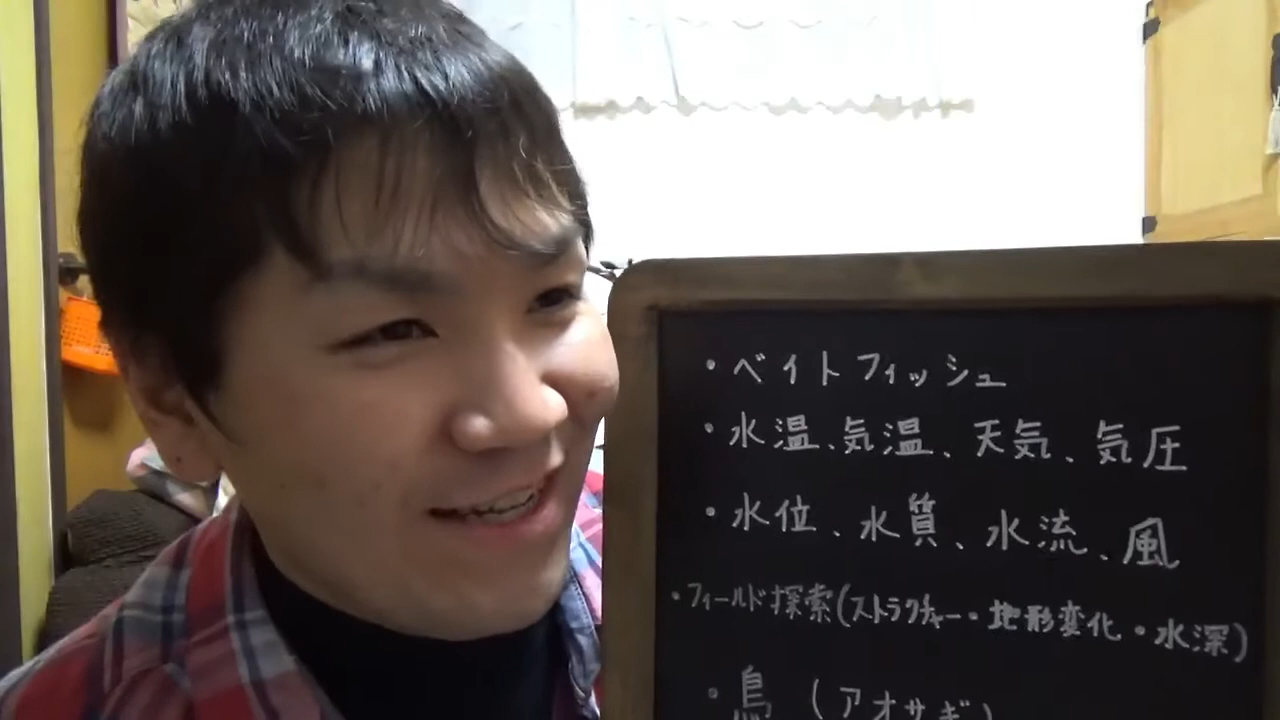 ・ベイトフィッシュ
・水温、気温、天気、気圧
・水位、水質、水流、風
・フィールド探索(ストラクチャー・地形変化・水深)
・鳥 (アオサギ)